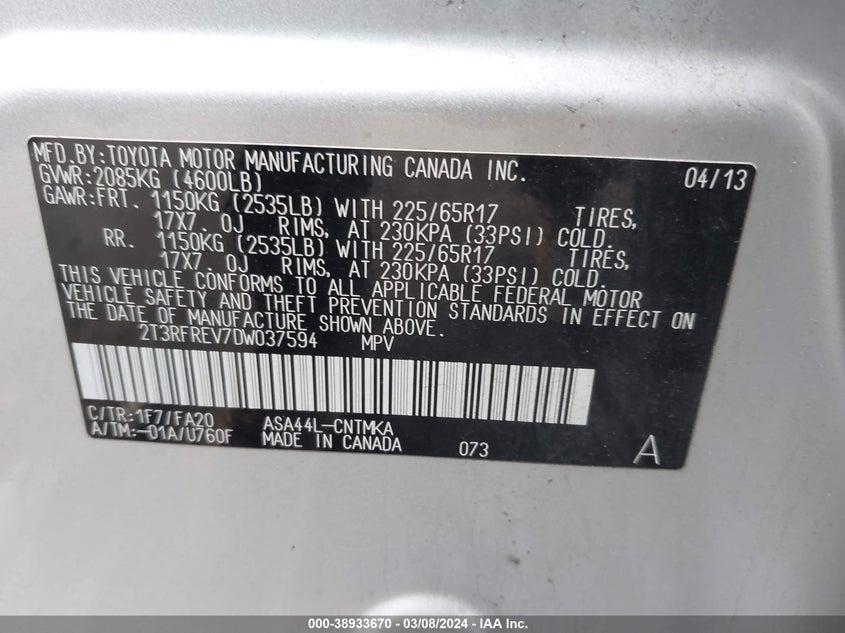 MFD.BY:TOYOTA MOTOR MANUFACTURING CANADA INC. 04/13
GVWR:2085KG (4600LB)
GAWR:FRT. 1150KG (2535LB) WITH 225/65R17 TIRES,
17X7. 0J RIMS, AT 230KPA (33PSI) COLD.
RR. 1150KG (2535LB) WITH 225/65R17 TIRES,
17X7. 0J RIMS, AT 230KPA (33PSI) COLD.
THIS VEHICLE CONFORMS TO ALL APPLICABLE FEDERAL MOTOR
VEHICLE SAFETY AND THEFT PREVENTION STANDARDS IN EFFECT ON
THE DATE OF MANUFACTURE SHOWN ABOVE.
2T3RFREV7DW037594 MPV
C/TR:1F7/FA20 ASA44L-CNTMKA
A/TM:-01A/U760F MADE IN CANADA 073 A
000-38933670 - 03/08/2024 - IAA Inc.